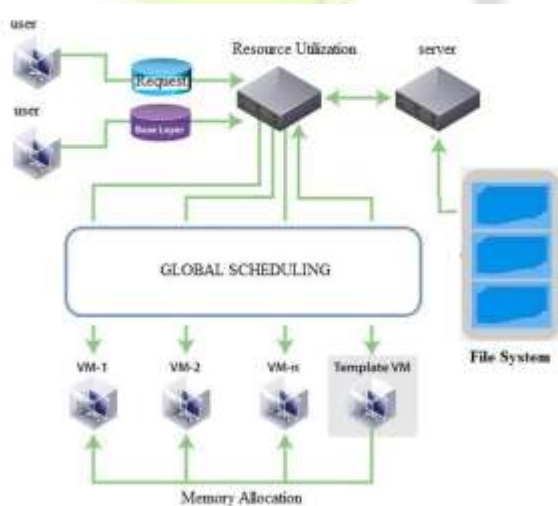 user
Resource Utilization
server
Request
user
Base Layer
GLOBAL SCHEDULING
VM-1
VM-2
VM-n
Template VM
File System
Memory Allocation